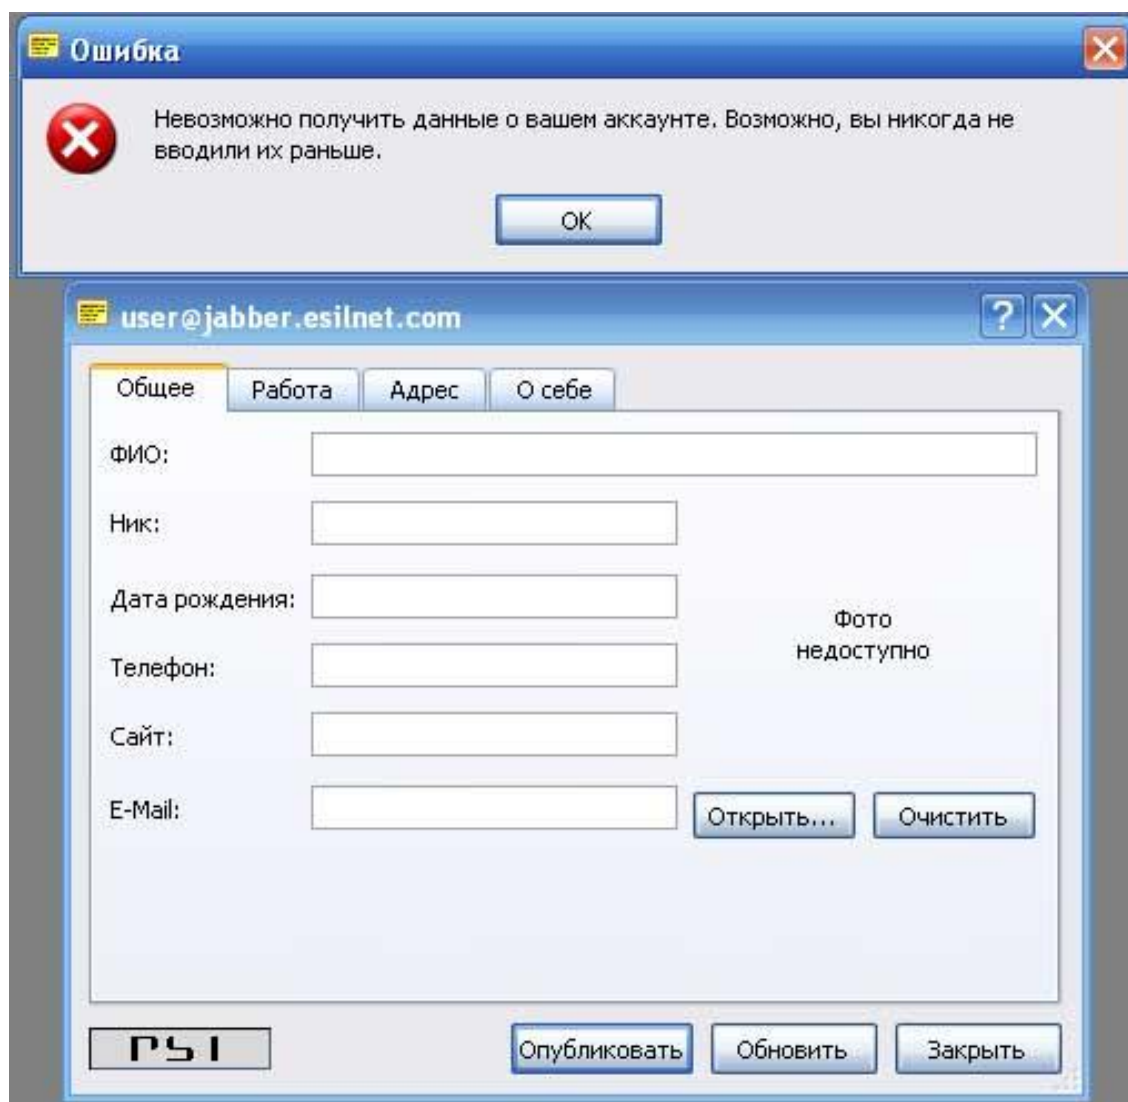 Ошибка
Невозможно получить данные о вашем аккаунте. Возможно, вы никогда не
вводили их раньше.
OK
user@jabber.esilnet.com
?
Общее Работа Адрес О себе
ФИО:
Ник:
Дата рождения:
Фото
недоступно
Телефон:
Сайт:
E-Mail:
Открыть... Очистить
PSI
Опубликовать Обновить Закрыть